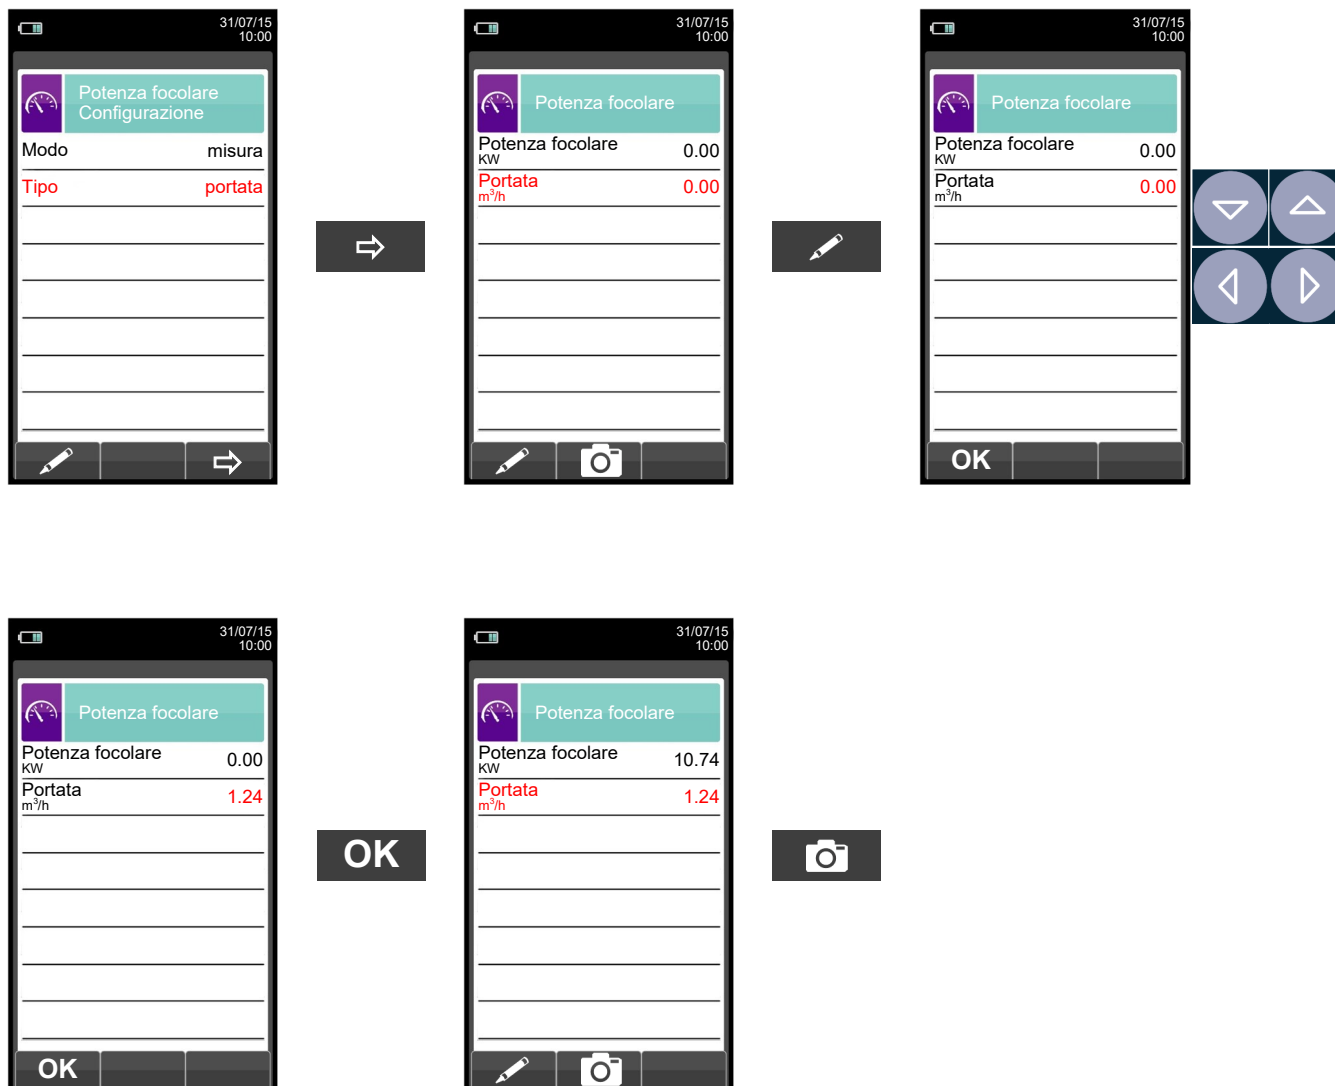 31/07/15
10:00
Potenza focolare
Configurazione
Modo misura
Tipo portata
31/07/15
10:00
Potenza focolare
Potenza focolare 0.00
KW
Portata 0.00
m³/h
31/07/15
10:00
Potenza focolare
Potenza focolare 0.00
KW
Portata 0.00
m³/h
OK
31/07/15
10:00
Potenza focolare
Potenza focolare 0.00
KW
Portata 1.24
m³/h
OK
OK
31/07/15
10:00
Potenza focolare
Potenza focolare 10.74
KW
Portata 1.24
m³/h